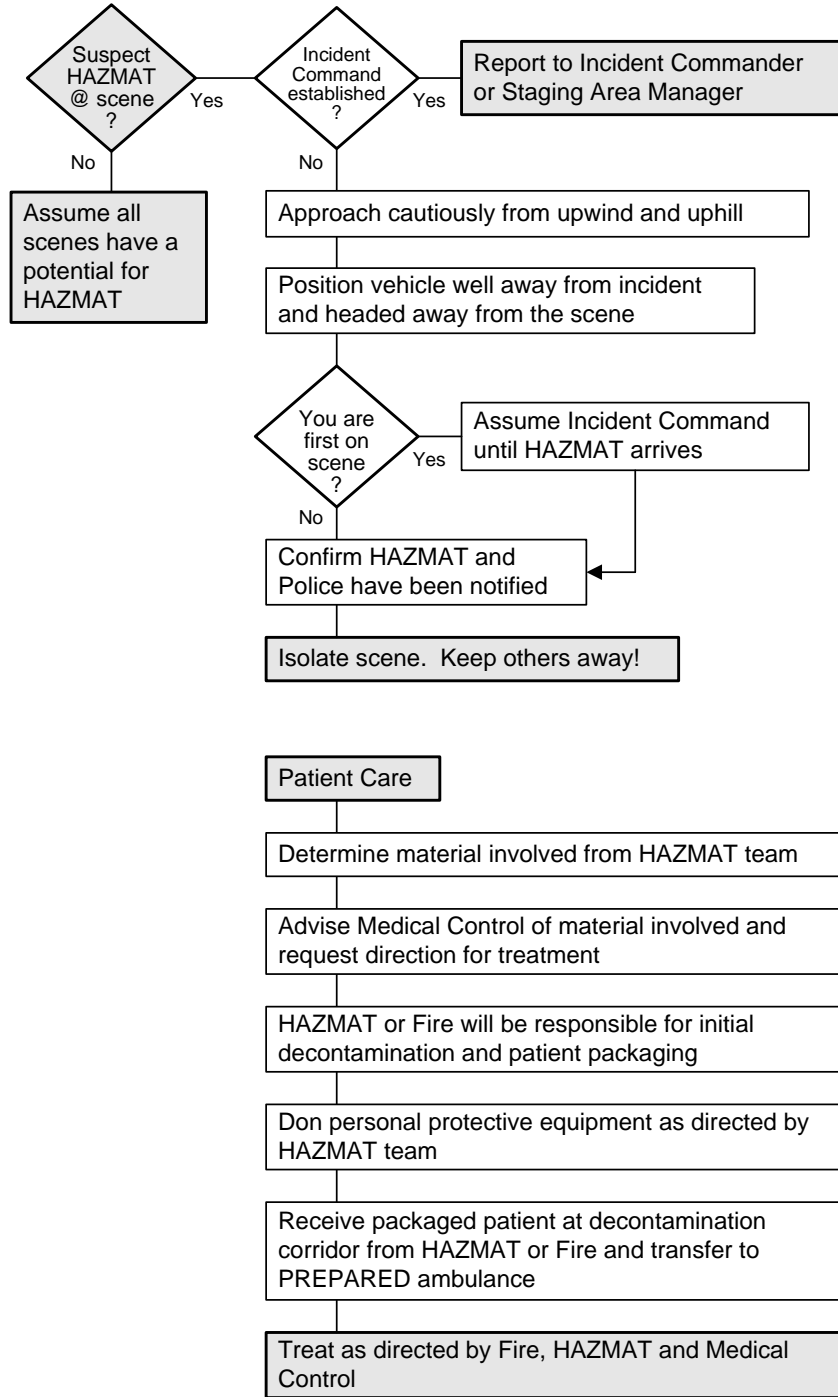 Suspect
HAZMAT
@ scene
?
Yes
No
Incident
Command
established
?
Yes
No
Report to Incident Commander
or Staging Area Manager
Assume all
scenes have a
potential for
HAZMAT
Approach cautiously from upwind and uphill
Position vehicle well away from incident
and headed away from the scene
You are
first on
scene
?
Yes
No
Assume Incident Command
until HAZMAT arrives
Confirm HAZMAT and
Police have been notified
Isolate scene.  Keep others away!
Patient Care
Determine material involved from HAZMAT team
Advise Medical Control of material involved and
request direction for treatment
HAZMAT or Fire will be responsible for initial
decontamination and patient packaging
Don personal protective equipment as directed by
HAZMAT team
Receive packaged patient at decontamination
corridor from HAZMAT or Fire and transfer to
PREPARED ambulance
Treat as directed by Fire, HAZMAT and Medical
Control